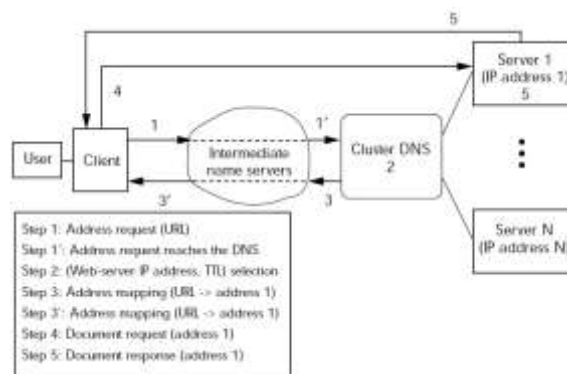 5
Server 1
(IP address 1)
5
4
1
1'
Cluster DNS
2
Intermediate
name servers
User
Client
3'
3
Server N
(IP address N)
Step 1: Address request (URL)
Step 1': Address request reaches the DNS
Step 2: (Web-server IP address, TTL) selection
Step 3: Address mapping (URL -> address 1)
Step 3': Address mapping (URL -> address 1)
Step 4: Document request (address 1)
Step 5: Document response (address 1)